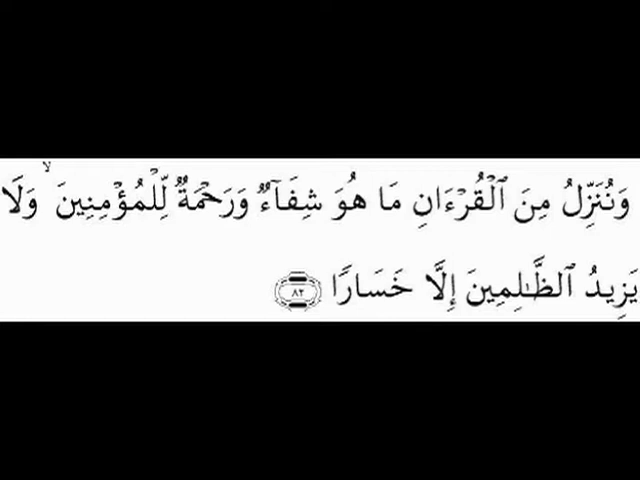 وَنُنَزِّلُ مِنَ ٱلْقُرْءَانِ مَا هُوَ شِفَآءٌ وَرَحْمَةٌ لِّلْمُؤْمِنِينَ ۙ وَلَا
يَزِيدُ ٱلظَّـٰلِمِينَ إِلَّا خَسَارًا ٨٢